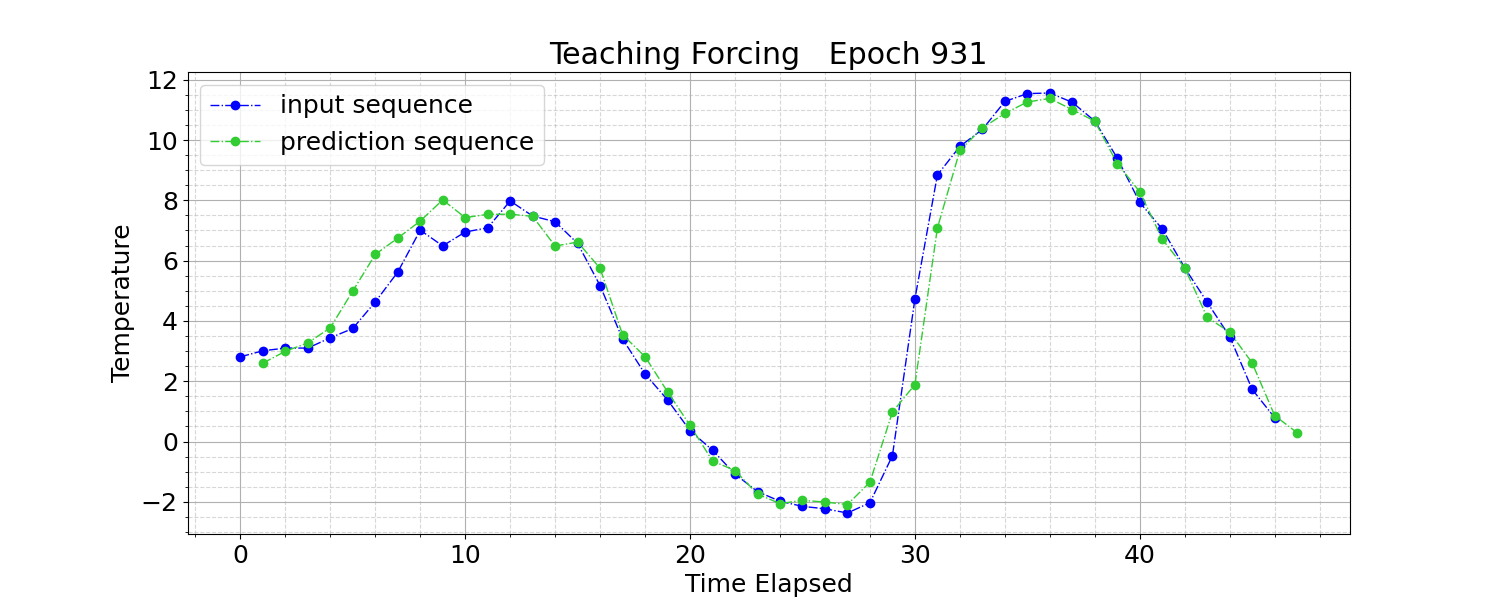 Teaching Forcing   Epoch 931
input sequence
prediction sequence
Temperature
12
10
8
6
4
2
0
−2
0 10 20 30 40
Time Elapsed